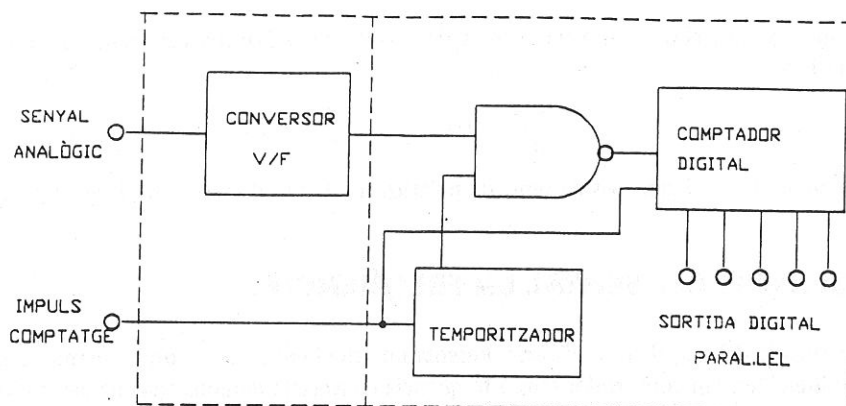 SENYAL
ANALÒGIC
CONVERSOR
V/F
COMPTADOR
DIGITAL
IMPULS
COMPTATGE
TEMPORITZADOR
SORTIDA DIGITAL
PARAL.LEL